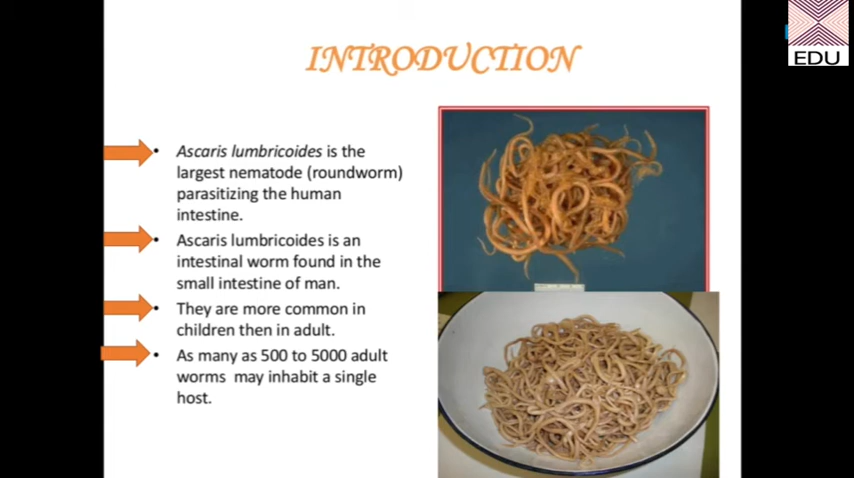 EDU
INTRODUCTION
• Ascaris lumbricoides is the
largest nematode (roundworm)
parasitizing the human
intestine.
• Ascaris lumbricoides is an
intestinal worm found in the
small intestine of man.
• They are more common in
children then in adult.
• As many as 500 to 5000 adult
worms may inhabit a single
host.